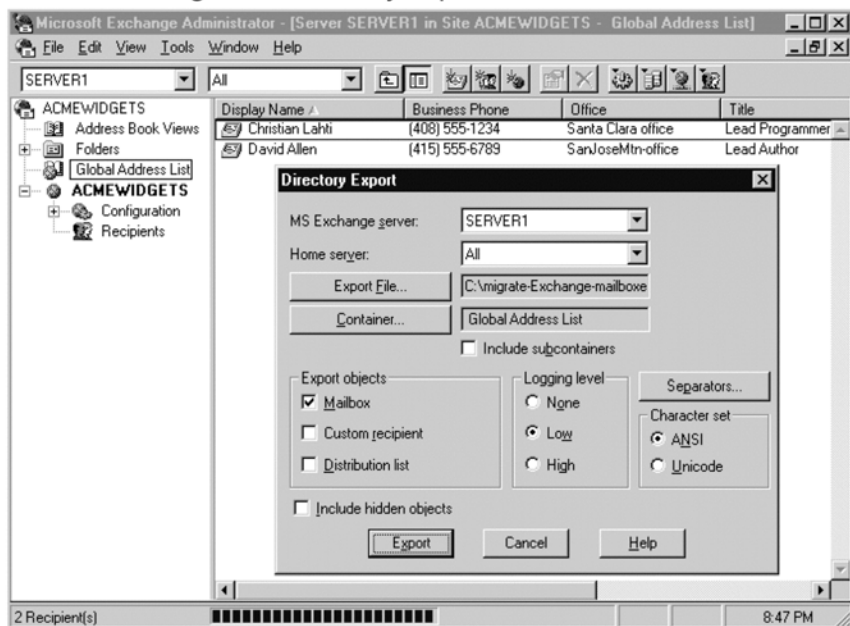 Microsoft Exchange Administrator - [Server SERVER1 in Site ACMEWIDGETS - Global Address List]
File Edit View Tools Window Help
SERVER1 All
ACMEWIDGETS
Address Book Views
Folders
Global Address List
ACMEWIDGETS
Configuration
Recipients
Display Name Business Phone Office Title
Christian Lahti (408) 555-1234 Santa Clara office Lead Programmer
David Allen (415) 555-6789 SanJoseMtn-office Lead Author
Directory Export
MS Exchange server: SERVER1
Home server: All
Export File... C:\migrate-Exchange-mailboxe
Container... Global Address List
Include subcontainers
Export objects
Mailbox
Custom recipient
Distribution list
Logging level
None
Low
High
Separators...
Character set
ANSI
Unicode
Include hidden objects
Export Cancel Help
2 Recipient(s) 8:47 PM